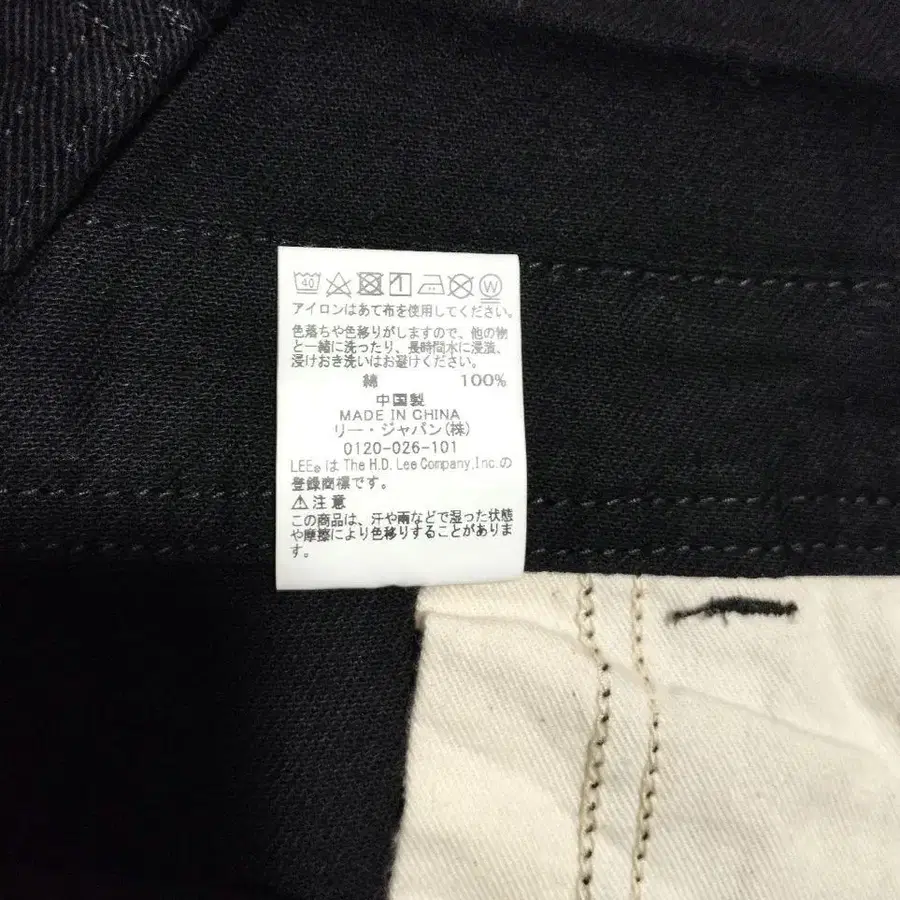 40 W
アイロンはあて布を使用してください。
色落ちや色移りがしますので、他の物
と一緒に洗ったり、長時間水に浸漬、
浸けおき洗いはお避けください。
綿 100%
中国製
MADE IN CHINA
リー・ジャパン(株)
0120-026-101
LEE®は The H.D. Lee Company,Inc.の
登録商標です。
⚠注意
この商品は、汗や雨などで湿った状態
や摩擦により色移りすることがありま
す。